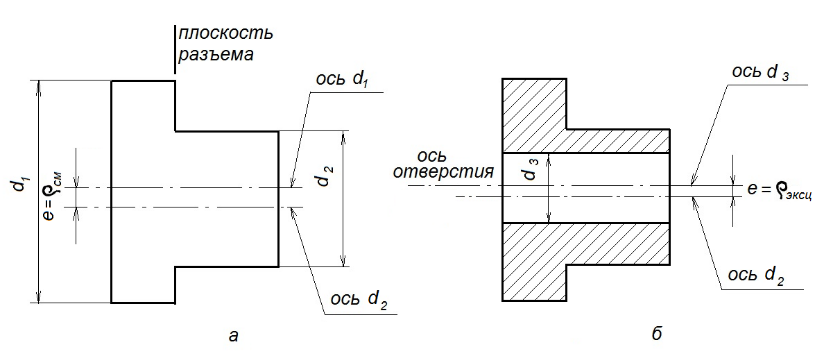 плоскость
разъема
ось d1
d1
e = ρсм
d2
ось d2
а
ось d3
ось
отверстия
d3
e = ρэксц
ось d2
б